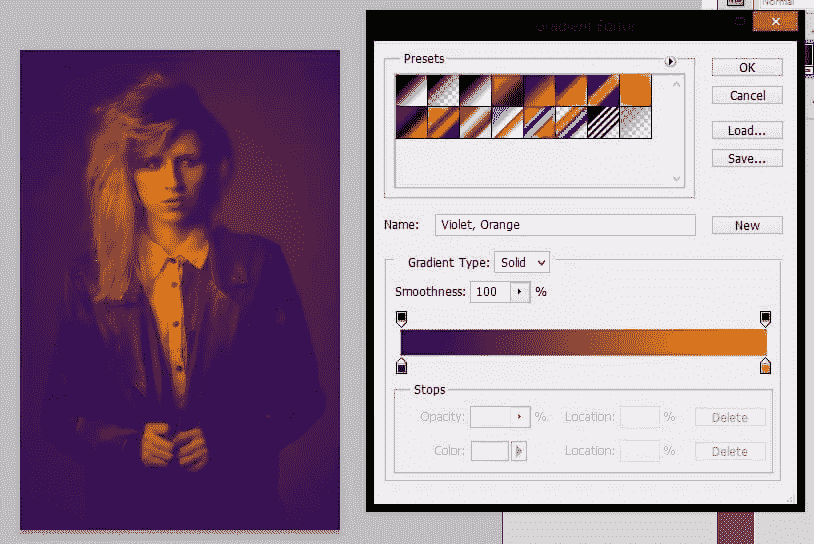 Normal
Gradient Editor
Presets
OK
Cancel
Load...
Save...
Name: Violet, Orange
New
Gradient Type: Solid
Smoothness: 100 %
Stops
Opacity: % Location: % Delete
Color: Location: % Delete